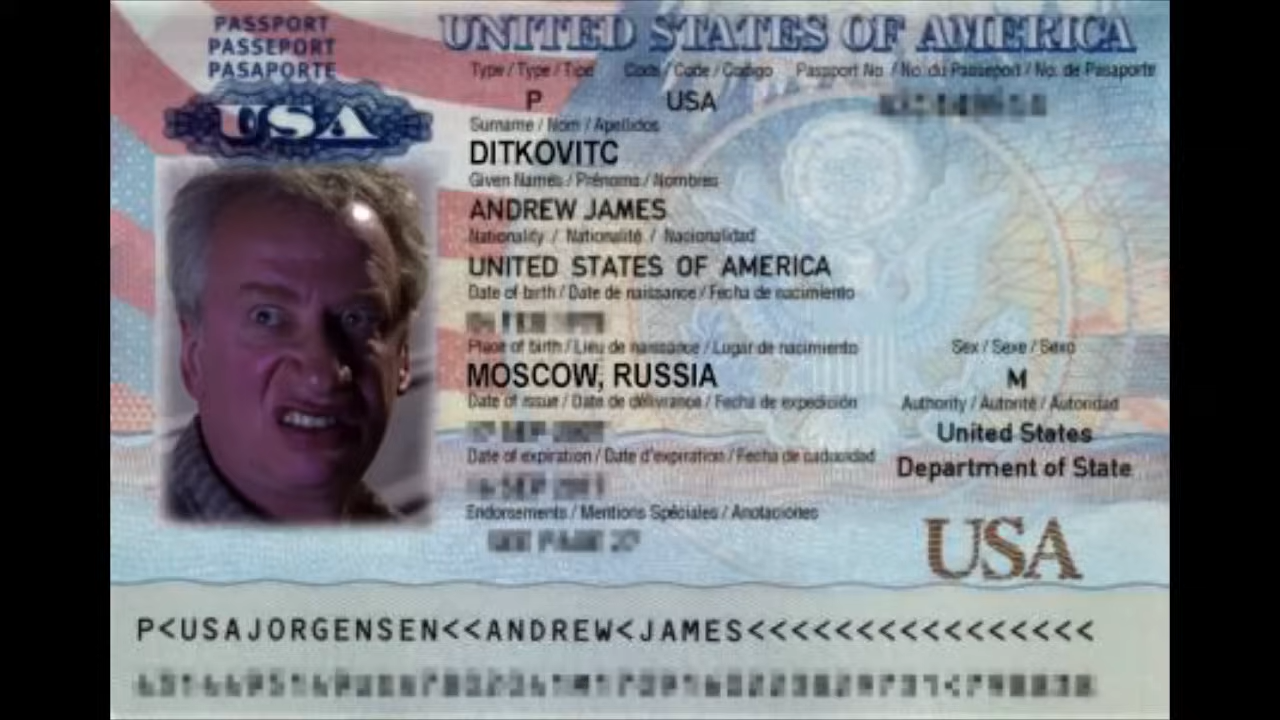 PASSPORT
PASSEPORT
PASAPORTE
USA
UNITED STATES OF AMERICA
Type / Type / Tipo Code / Code / Codigo Passport No. / No. du Passeport / No. de Pasaporte
P USA
Surname / Nom / Apellidos
DITKOVITC
Given Names / Prénoms / Nombres
ANDREW JAMES
Nationality / Nationalité / Nacionalidad
UNITED STATES OF AMERICA
Date of birth / Date de naissance / Fecha de nacimiento
Place of birth / Lieu de naissance / Lugar de nacimiento Sex / Sexe / Sexo
MOSCOW, RUSSIA M
Date of issue / Date de délivrance / Fecha de expedición Authority / Autorité / Autoridad
United States
Date of expiration / Date d'expiration / Fecha de caducidad
Department of State
Endorsements / Mentions Spéciales / Anotaciones
SEE PAGE 27
USA
P<USAJORGENSEN<<ANDREW<JAMES<<<<<<<<<<<<<<<<<